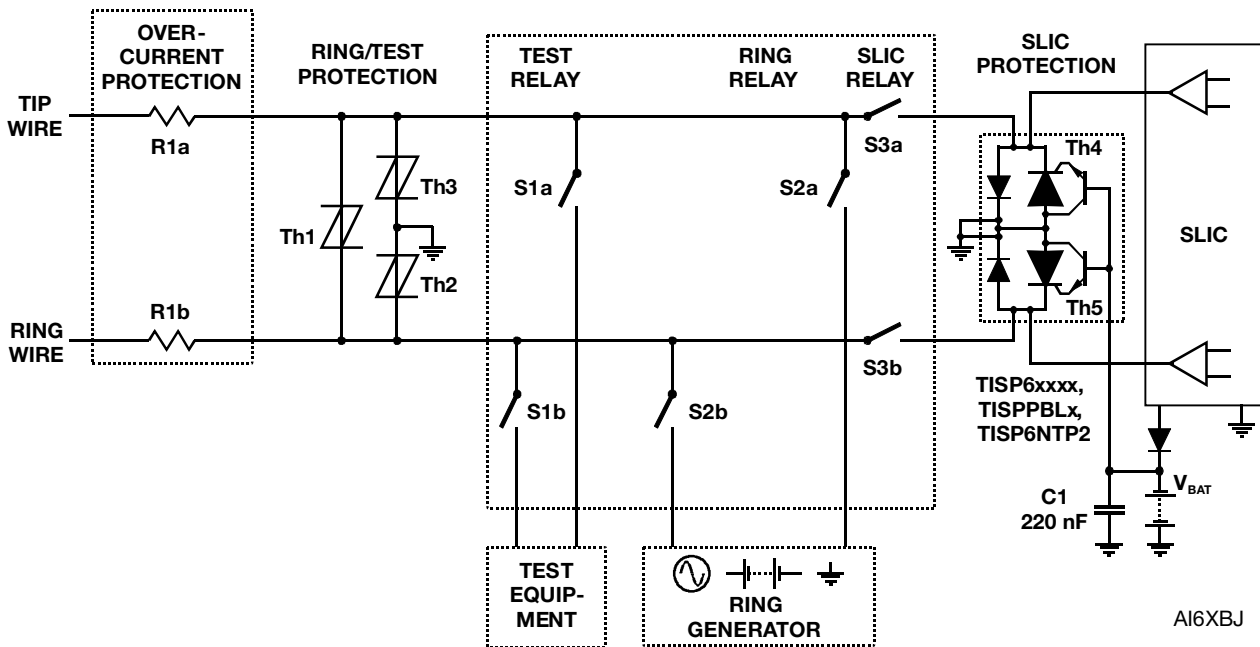 OVER-
CURRENT
PROTECTION
RING/TEST
PROTECTION
TEST
RELAY
RING
RELAY
SLIC
RELAY
SLIC
PROTECTION
TIP
WIRE
R1a
S3a
Th4
Th3
S1a
S2a
Th1
SLIC
Th2
R1b
Th5
RING
WIRE
S3b
S1b
S2b
TISP6xxxx,
TISPPBLx,
TISP6NTP2
C1
220 nF
VBAT
TEST
EQUIP-
MENT
RING
GENERATOR
AI6XBJ